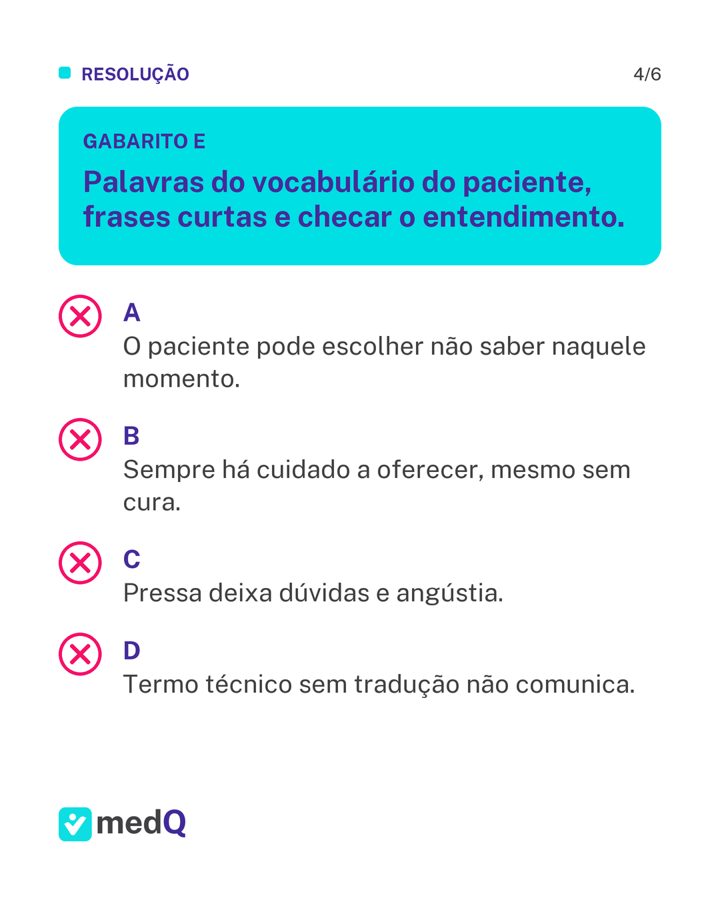 RESOLUÇÃO
4/6
GABARITO E
Palavras do vocabulário do paciente,
frases curtas e checar o entendimento.
A
O paciente pode escolher não saber naquele
momento.
B
Sempre há cuidado a oferecer, mesmo sem
cura.
C
Pressa deixa dúvidas e angústia.
D
Termo técnico sem tradução não comunica.
medQ